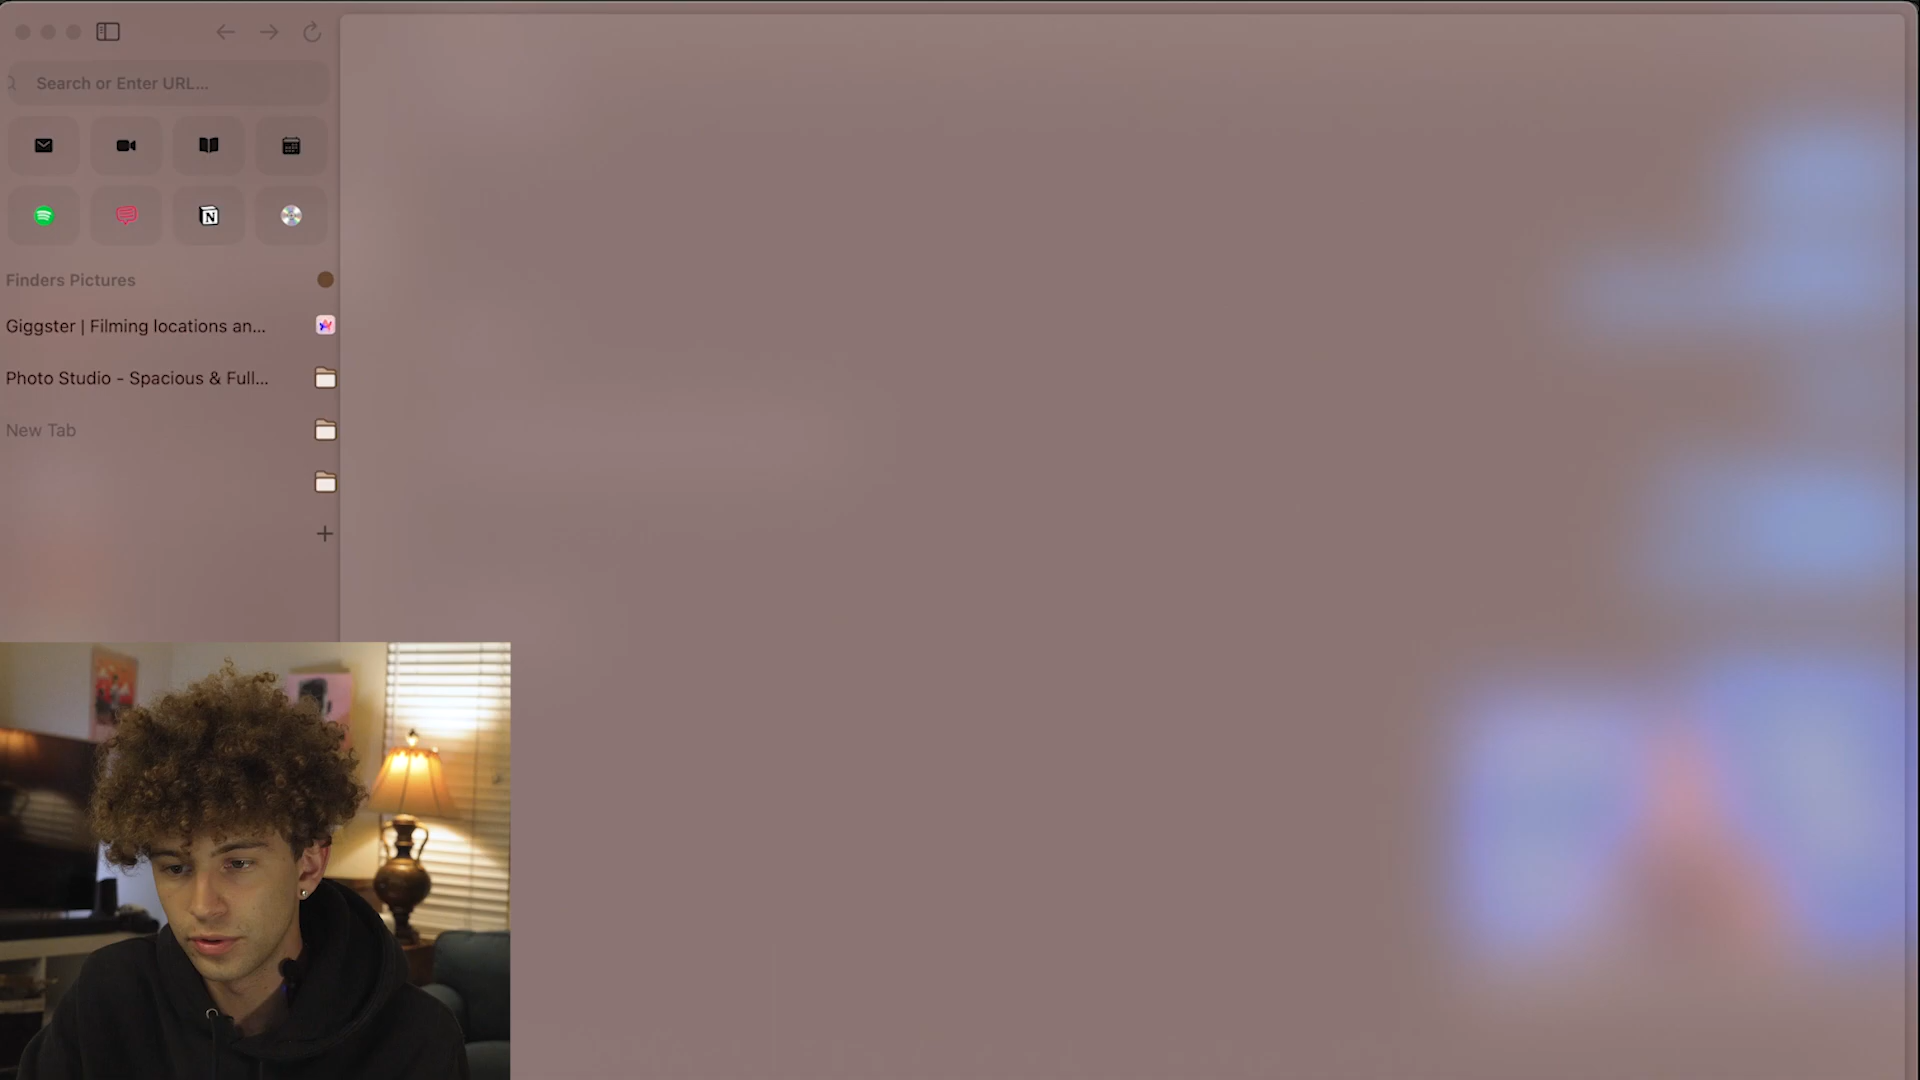 Search or Enter URL...
N
Finders Pictures
Giggster | Filming locations an...
Photo Studio - Spacious & Full...
New Tab